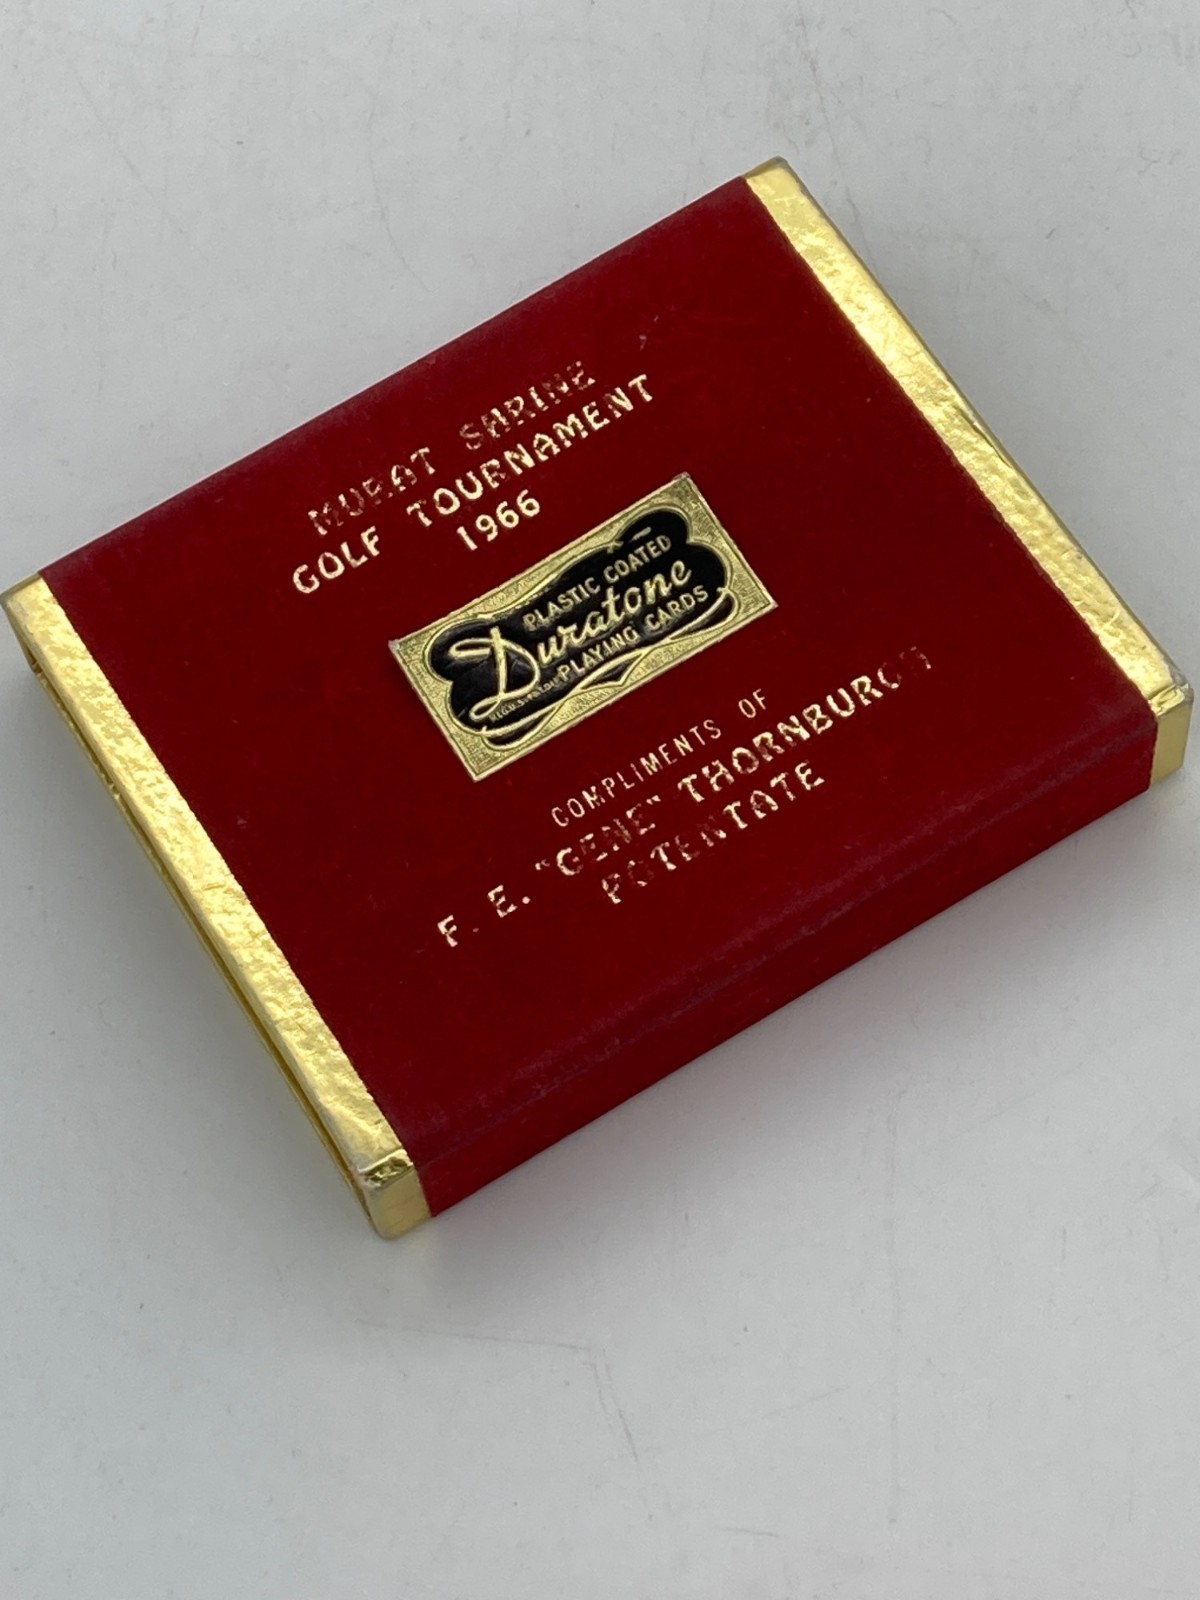 MURAT SHRINE
GOLF TOURNAMENT
1966
PLASTIC COATED
Duratone
PLAYING CARDS
COMPLIMENTS OF
F. E. "GENE" THORNBURGH
POTENTATE